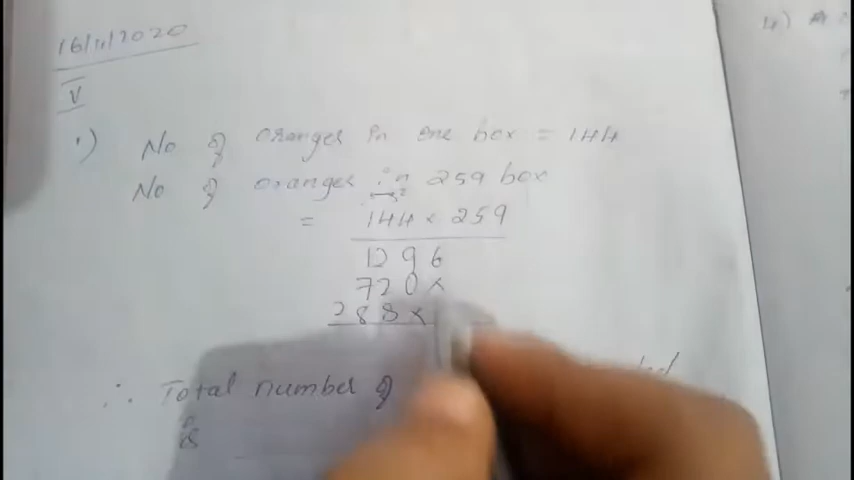 16/11/2020
V
1) No of oranges in one box = 144
No of oranges in 259 box
= 144 × 259
1296
720×
288×
∴ Total number of
is
4)